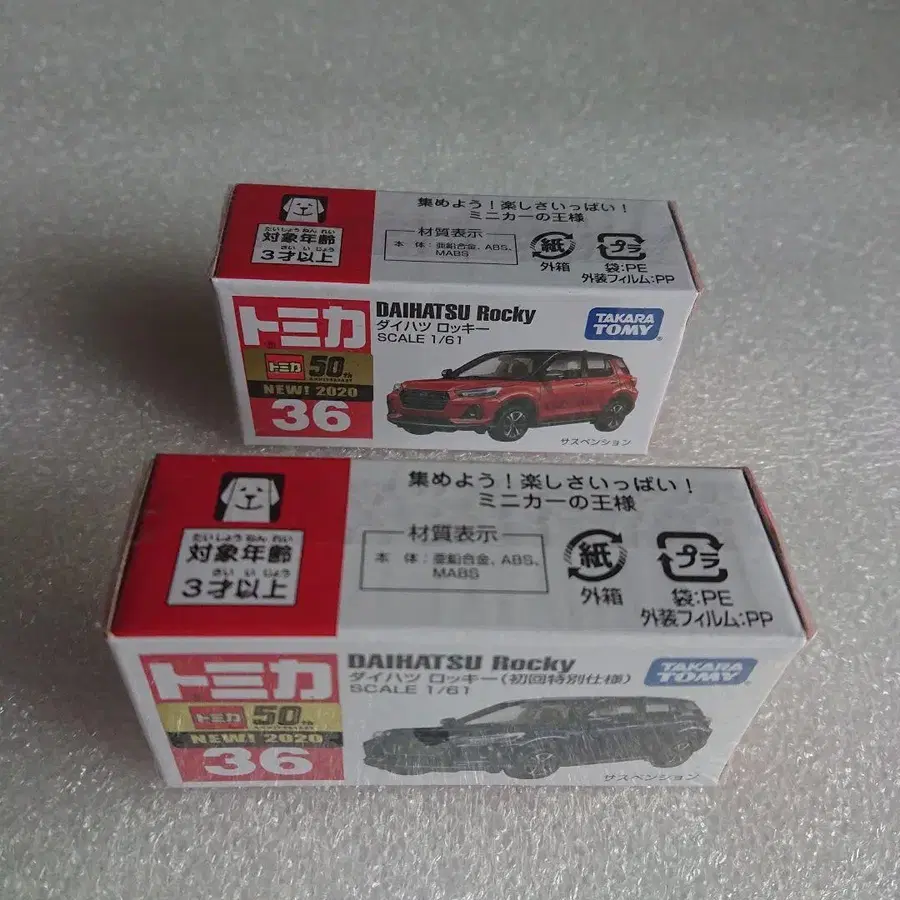 たいしょうねんれい
対象年齢
さい い じょう
3才以上
集めよう！楽しさいっぱい！
ミニカーの王様
材質表示
本 体：亜鉛合金、ABS、
MABS
紙
外箱
プラ
袋:PE
外装フィルム:PP
トミカ
トミカ 50th
ANNIVERSARY
NEW! 2020
36
DAIHATSU Rocky
ダイハツ ロッキー
SCALE 1/61
TAKARA
TOMY
サスペンション
たいしょうねんれい
対象年齢
さい い じょう
3才以上
集めよう！楽しさいっぱい！
ミニカーの王様
材質表示
本 体：亜鉛合金、ABS、
MABS
紙
外箱
プラ
袋:PE
外装フィルム:PP
トミカ
トミカ 50th
ANNIVERSARY
NEW! 2020
36
DAIHATSU Rocky
ダイハツ ロッキー(初回特別仕様)
SCALE 1/61
TAKARA
TOMY
サスペンション